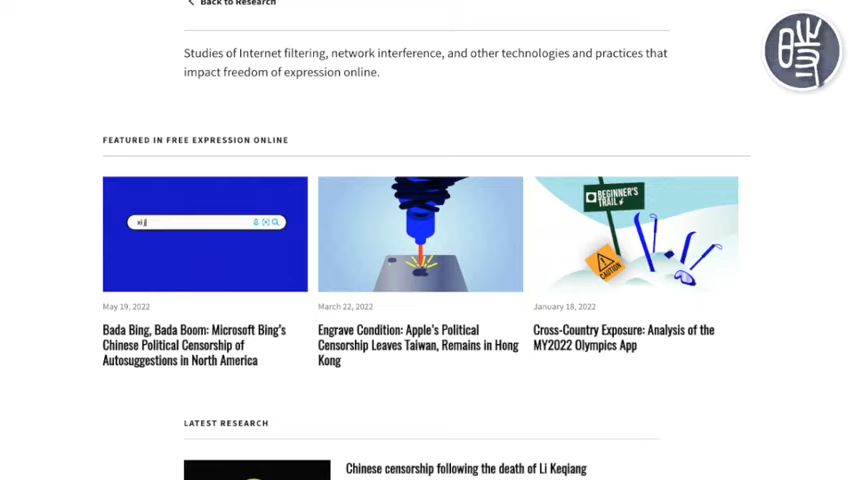 Back to Research
Studies of Internet filtering, network interference, and other technologies and practices that
impact freedom of expression online.
FEATURED IN FREE EXPRESSION ONLINE
xi j
BEGINNER'S
TRAIL
CAUTION
May 19, 2022
Bada Bing, Bada Boom: Microsoft Bing's
Chinese Political Censorship of
Autosuggestions in North America
March 22, 2022
Engrave Condition: Apple's Political
Censorship Leaves Taiwan, Remains in Hong
Kong
January 18, 2022
Cross-Country Exposure: Analysis of the
MY2022 Olympics App
LATEST RESEARCH
Chinese censorship following the death of Li Keqiang